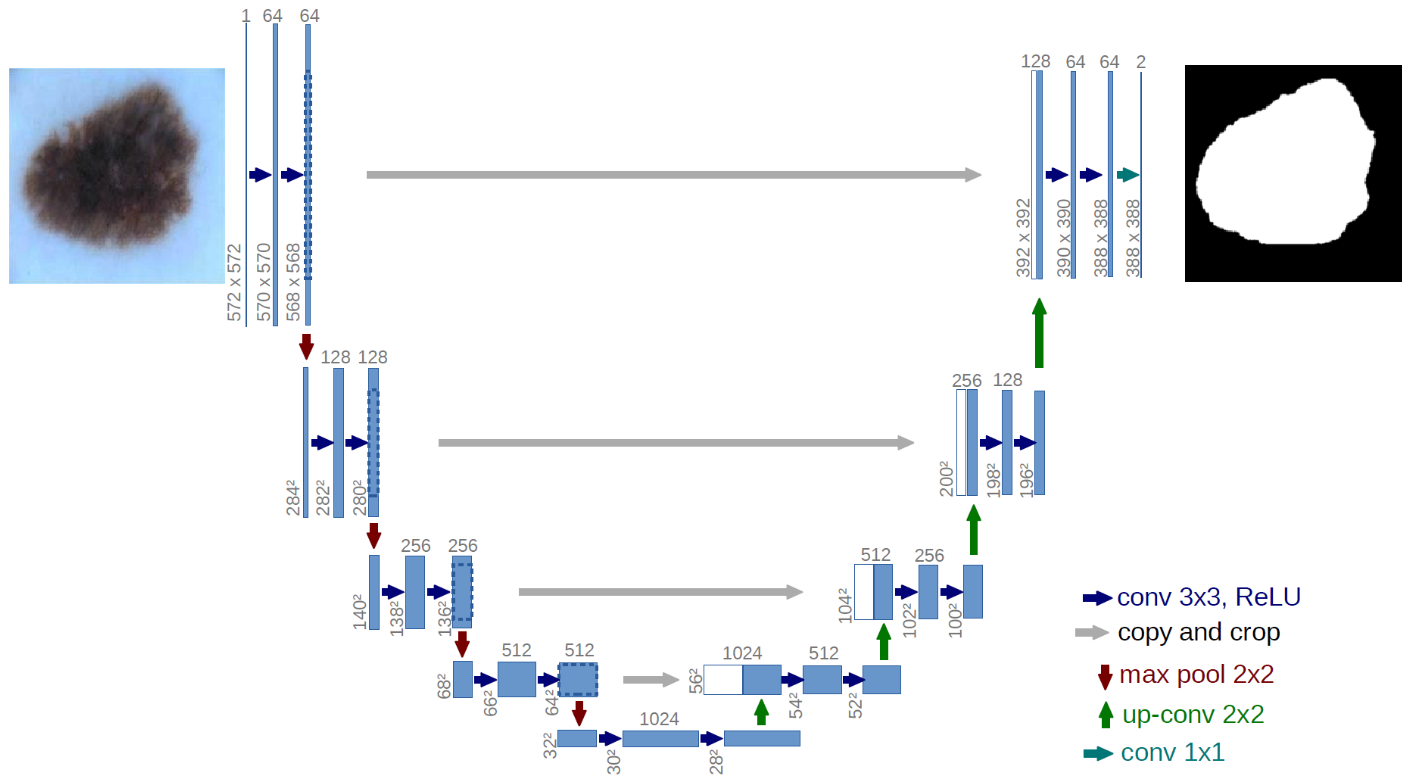 1 64 64
572 x 572
570 x 570
568 x 568
128 64 64 2
392 x 392
390 x 390
388 x 388
388 x 388
128 128
284²
282²
280²
256 128
200²
198²
196²
256 256
140²
138²
136²
512 256
104²
102²
100²
512 512
68²
66²
64²
1024 512
56²
54²
52²
1024
32²
30²
28²
conv 3x3, ReLU
copy and crop
max pool 2x2
up-conv 2x2
conv 1x1